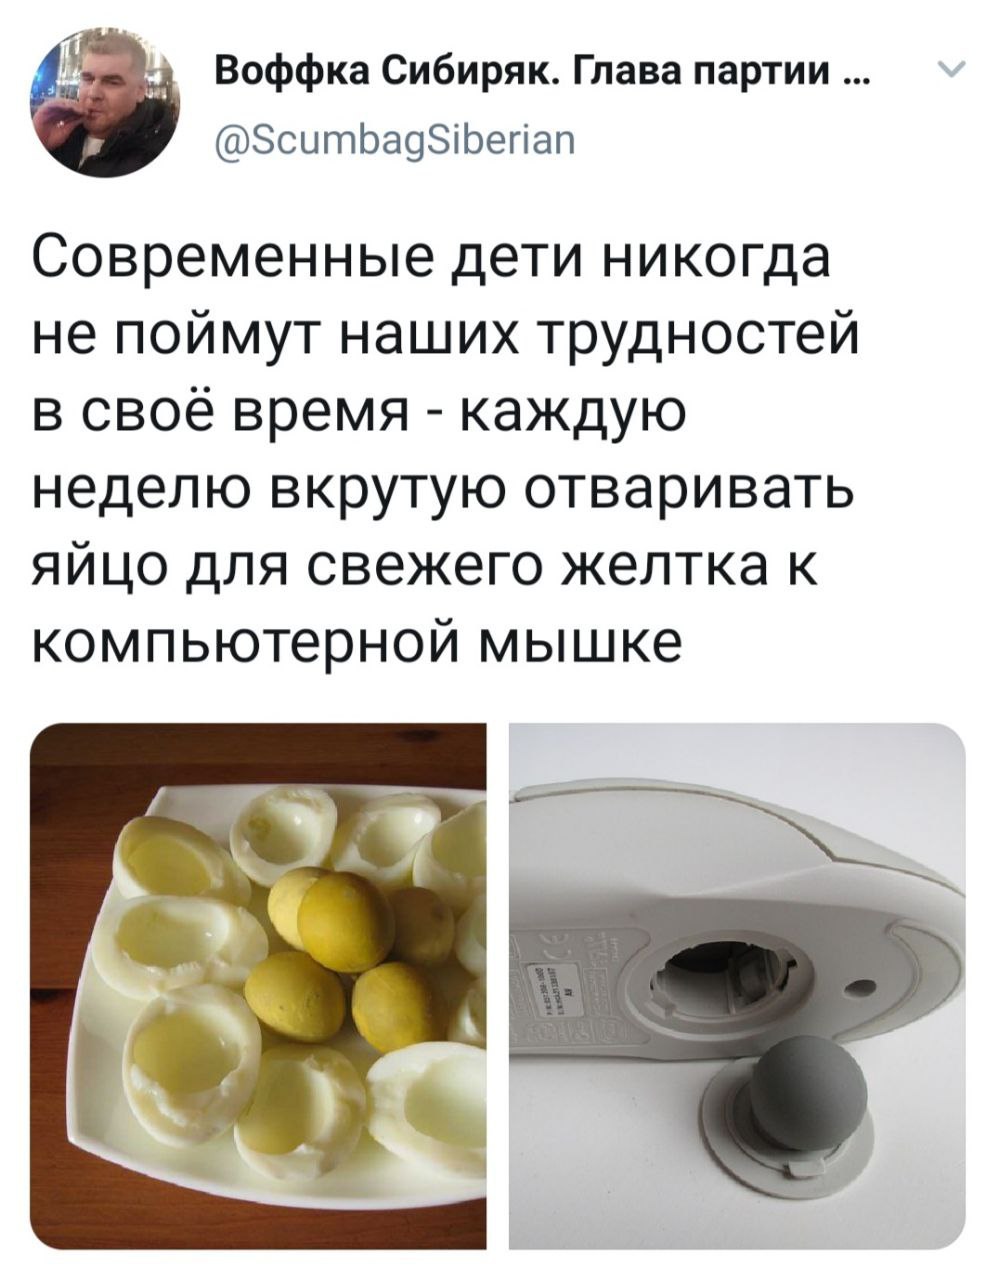 Воффка Сибиряк. Глава партии ...
@ScumbagSiberian
Современные дети никогда
не поймут наших трудностей
в своё время - каждую
неделю вкрутую отваривать
яйцо для свежего желтка к
компьютерной мышке